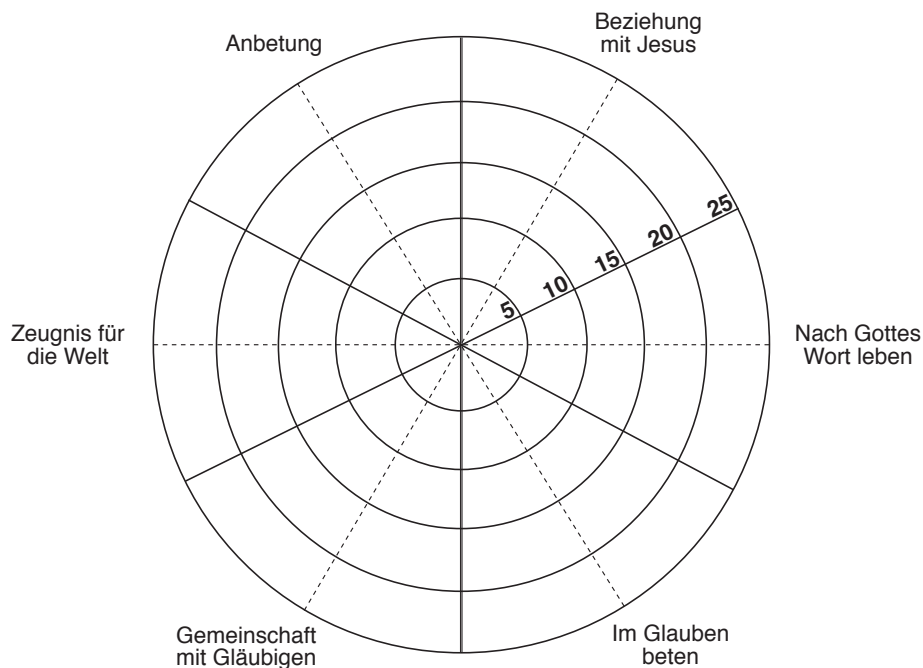 Anbetung
Beziehung
mit Jesus
25
20
15
10
5
Zeugnis für
die Welt
Nach Gottes
Wort leben
Gemeinschaft
mit Gläubigen
Im Glauben
beten